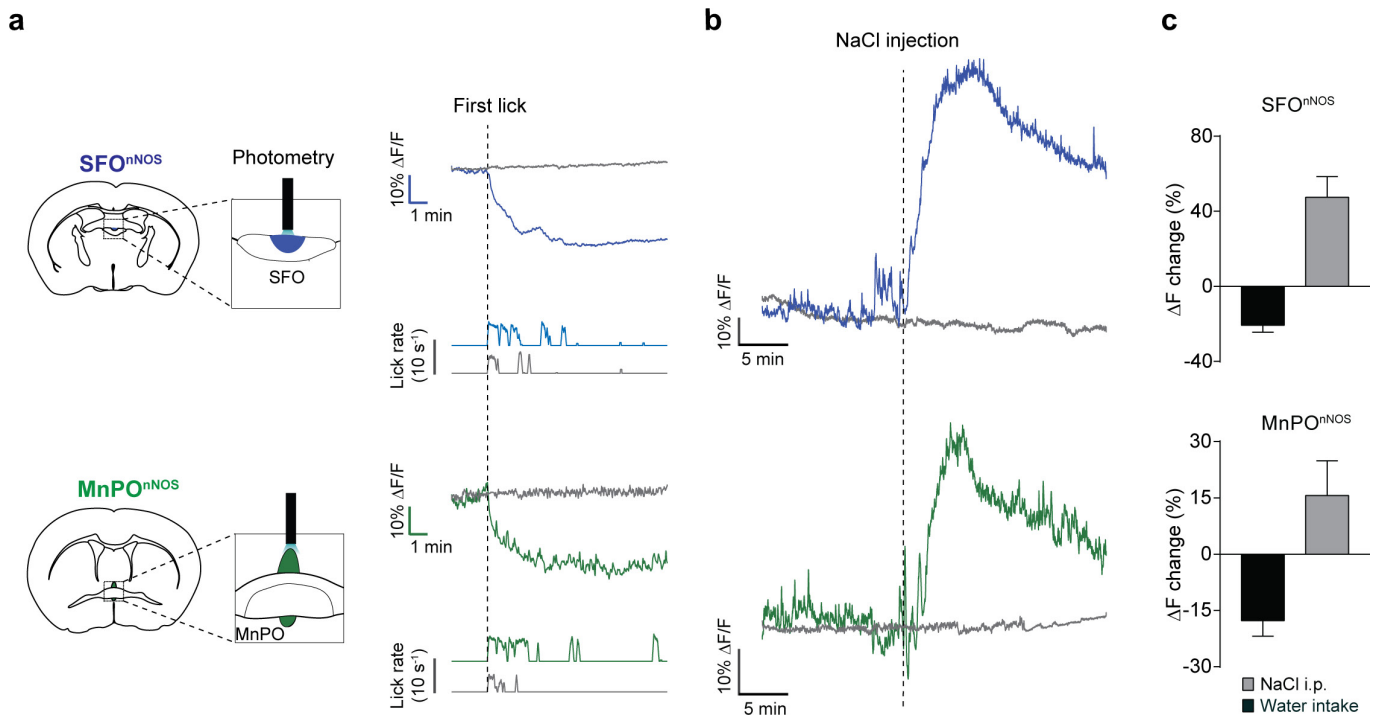 a
SFOnNOS
Photometry
SFO
First lick
10% ΔF/F
1 min
Lick rate
(10 s-1)
MnPOnNOS
MnPO
10% ΔF/F
1 min
Lick rate
(10 s-1)
b
NaCl injection
10% ΔF/F
5 min
10% ΔF/F
5 min
c
SFOnNOS
ΔF change (%)
80
40
0
-40
MnPOnNOS
ΔF change (%)
30
15
0
-15
-30
NaCl i.p.
Water intake